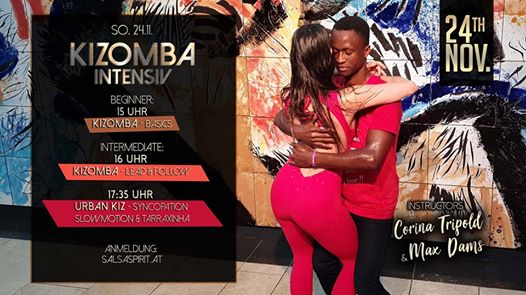 SO. 24.11.
KIZOMBA
INTENSIV
BEGINNER:
15 UHR
KIZOMBA - BASICS
INTERMEDIATE:
16 UHR
KIZOMBA - LEAD & FOLLOW
17:35 UHR
URBAN KIZ - SYNCOPATION
SLOWMOTION & TARRAXINHA
ANMELDUNG:
SALSASPIRIT.AT
24TH
NOV.
INSTRUCTORS
Corina Tripold
& Max Dams